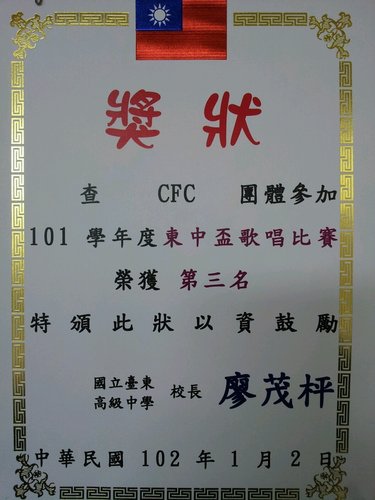 獎狀
查 CFC 團體參加
101 學年度東中盃歌唱比賽
榮獲 第三名
特頒此狀以資鼓勵
國立臺東
高級中學 校長 廖茂枰
中華民國 102 年 1 月 2 日